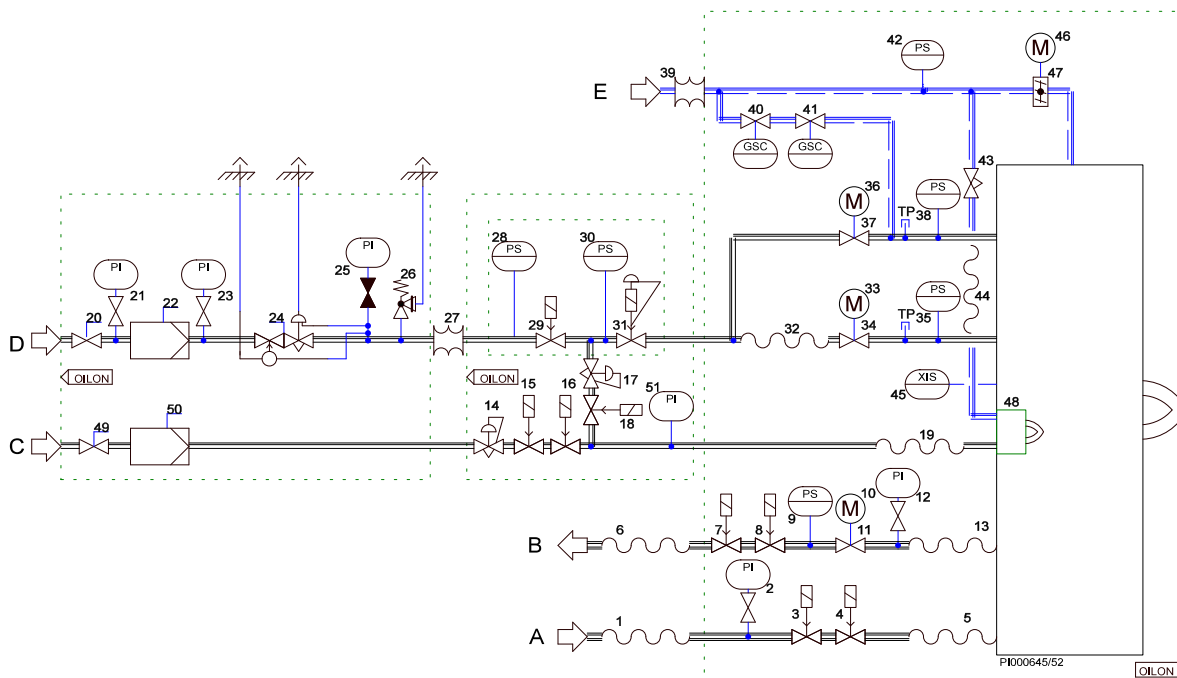 42
PS
46
M
39
47
E
40
41
GSC
GSC
43
36
M
PS
37
TP
38
28
PS
30
PS
PI
25
26
PI
21
22
PI
23
33
M
PS
44
20
24
27
29
31
32
34
TP
35
D
OILON
OILON
15
16
17
51
PI
XIS
45
48
14
18
50
49
C
19
PI
10
M
12
PS
9
6
7
8
11
13
B
PI
2
3
4
1
5
A
PI000645/52
OILON